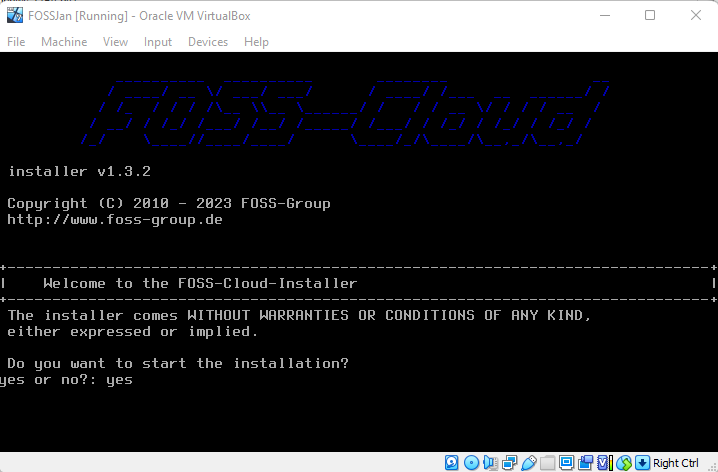 FOSSJan [Running] - Oracle VM VirtualBox
File Machine View Input Devices Help
FOSS-Cloud
installer v1.3.2
Copyright (C) 2010 - 2023 FOSS-Group
http://www.foss-group.de
Welcome to the FOSS-Cloud-Installer
The installer comes WITHOUT WARRANTIES OR CONDITIONS OF ANY KIND,
either expressed or implied.
Do you want to start the installation?
yes or no?: yes
Right Ctrl